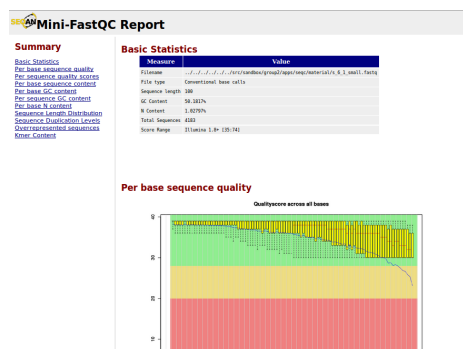 SEQAN Mini-FastQC Report
Summary
Basic Statistics
Per base sequence quality
Per sequence quality scores
Per base sequence content
Per base GC content
Per sequence GC content
Per base N content
Sequence Length Distribution
Sequence Duplication Levels
Overrepresented sequences
Kmer Content
Basic Statistics
Measure Value
Filename ../../../../../../src/sandbox/group2/apps/seqc/material/s_6_1_small.fastq
File type Conventional base calls
Sequence length 100
GC Content 50.1817%
N Content 1.02797%
Total Sequences 4103
Score Range Illumina 1.8+ [35:74]
Per base sequence quality
Qualityscore across all bases
40
30
20